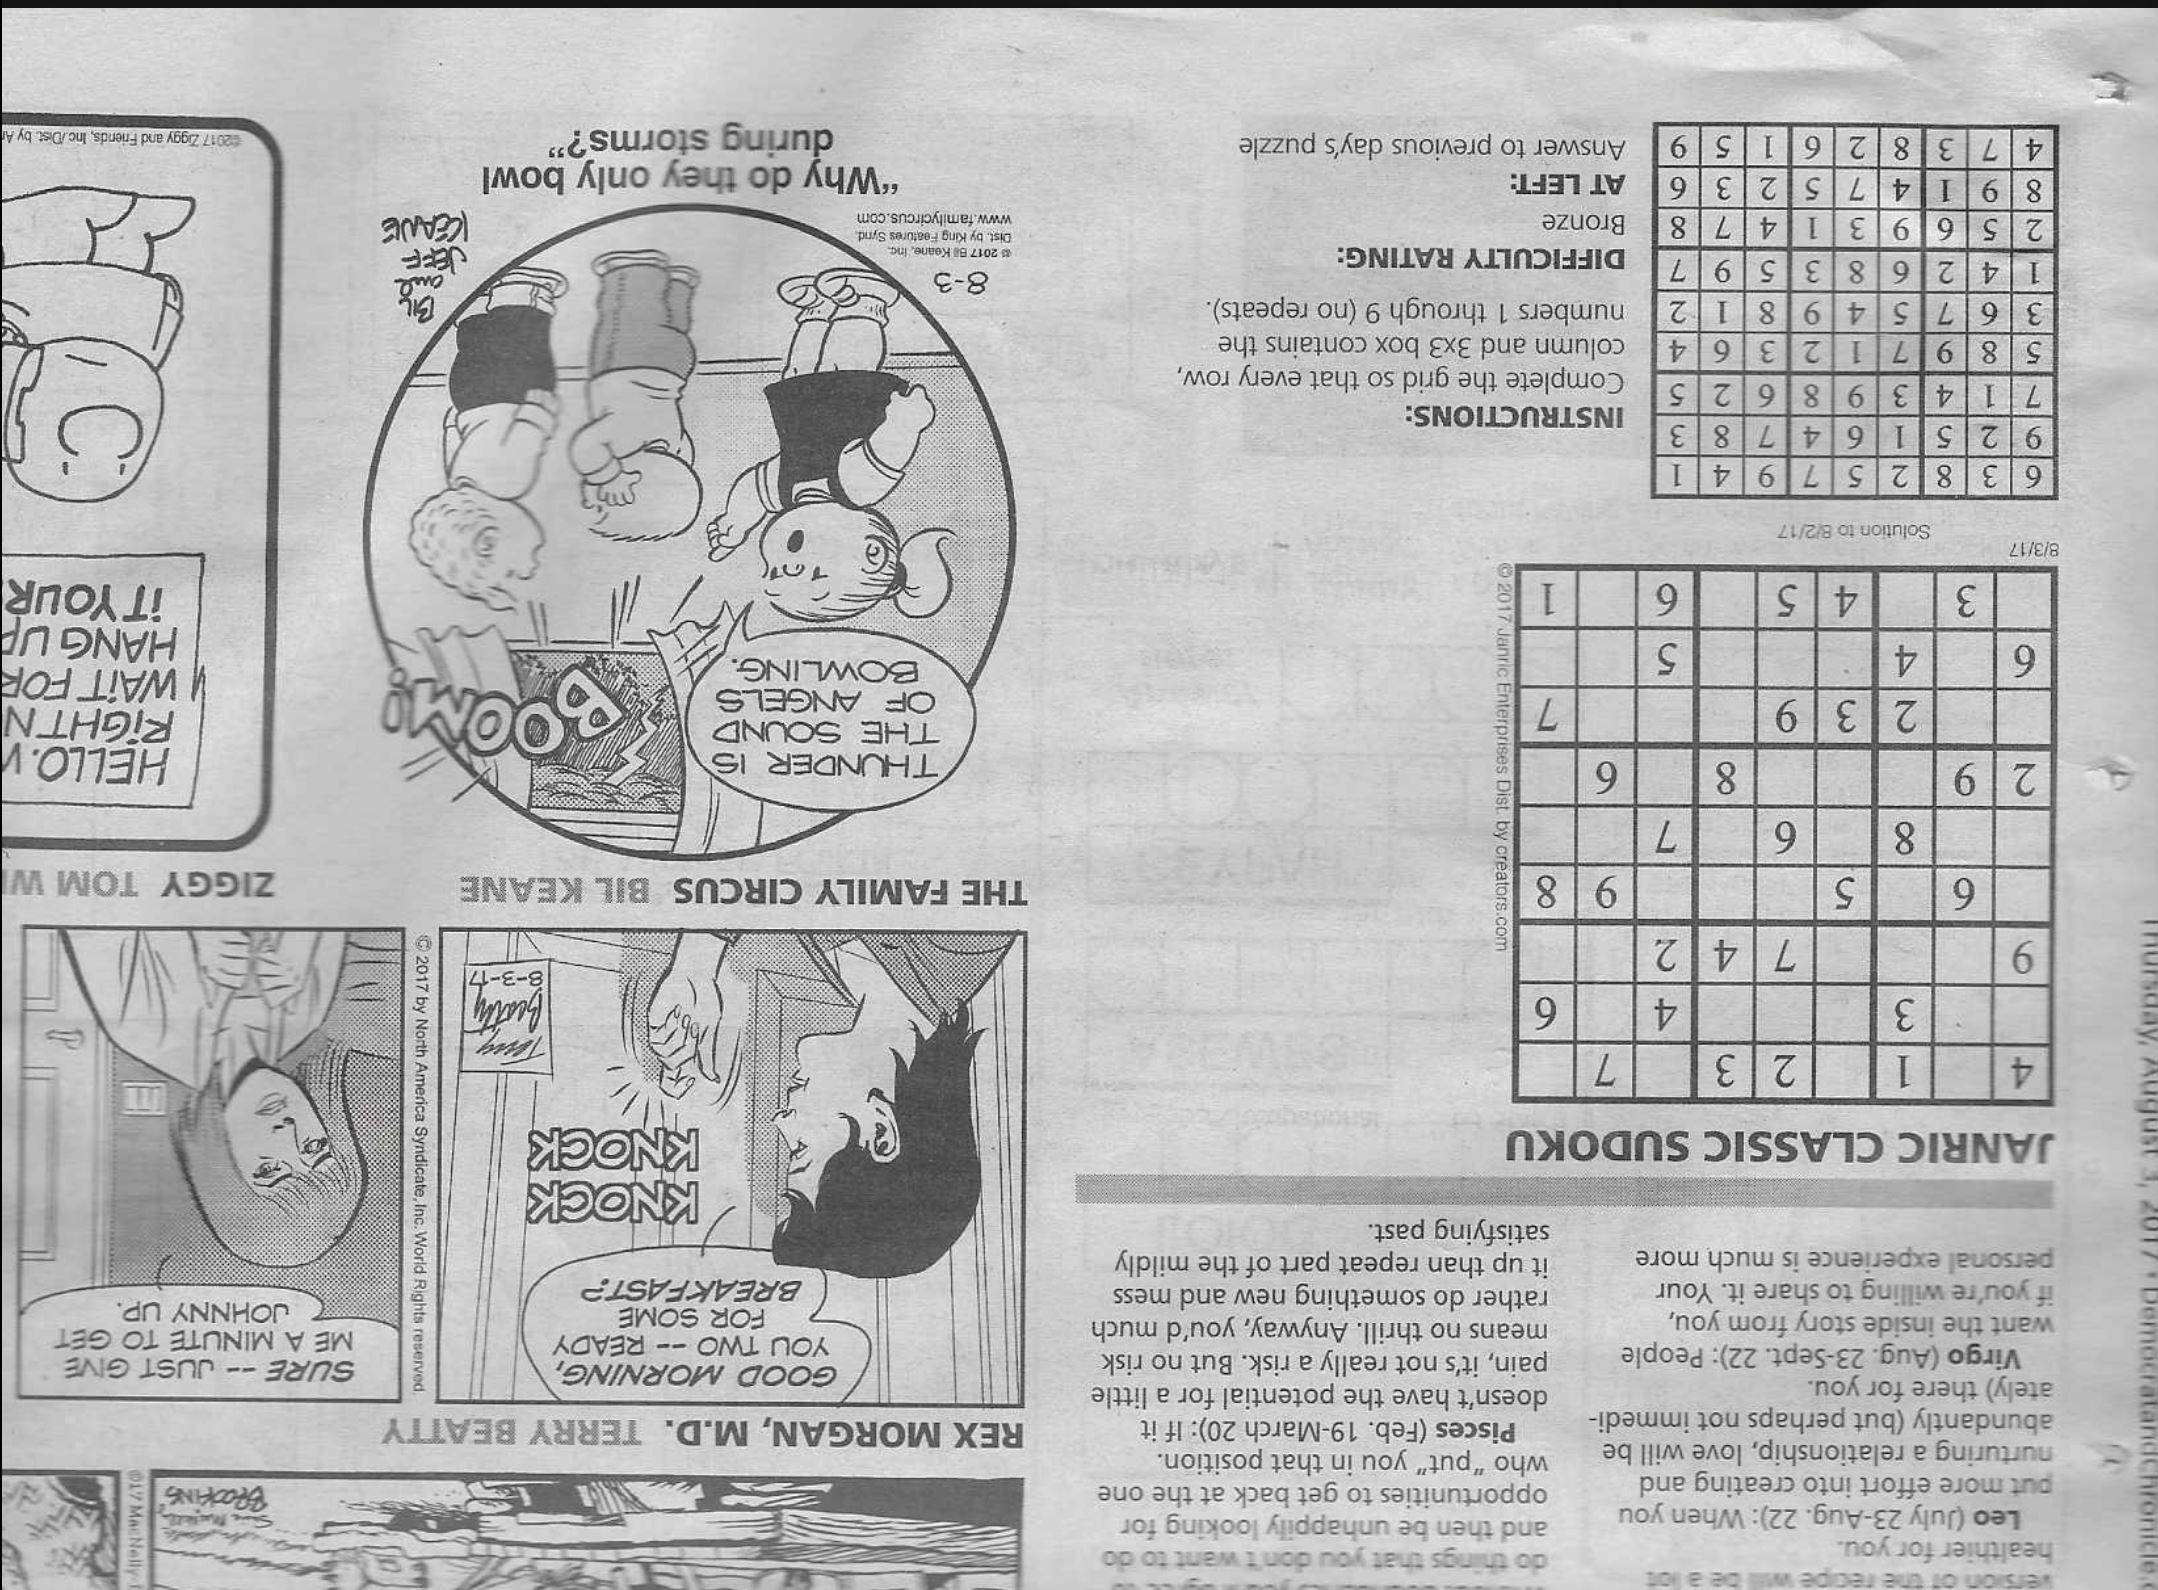 Thursday, August 3, 2017 • Democratandchronicle.c
version of the recipe will be a lot
healthier for you.
Leo (July 23-Aug. 22): When you
put more effort into creating and
nurturing a relationship, love will be
abundantly (but perhaps not immedi-
ately) there for you.
Virgo (Aug. 23-Sept. 22): People
want the inside story from you,
if you're willing to share it. Your
personal experience is much more
do things that you don't want to do
and then be unhappily looking for
opportunities to get back at the one
who "put" you in that position.
Pisces (Feb. 19-March 20): If it
doesn't have the potential for a little
pain, it's not really a risk. But no risk
means no thrill. Anyway, you'd much
rather do something new and mess
it up than repeat part of the mildly
satisfying past.
JANRIC CLASSIC SUDOKU
4 1 2 3 7
3 4 6
9 7 4 2
6 5 9 8
8 6 7
2 9 8 6
2 3 9 7
6 4 5
3 4 5 6 1
© 2017 Janric Enterprises Dist. by creators.com
8/3/17
Solution to 8/2/17
6 3 8 2 5 7 9 4 1
9 2 5 1 6 4 7 8 3
7 1 4 3 9 8 6 2 5
5 8 9 7 1 2 3 6 4
3 6 7 5 4 9 8 1 2
1 4 2 6 8 3 5 9 7
2 5 6 9 3 1 4 7 8
8 9 1 4 7 5 2 3 6
4 7 3 8 2 6 1 5 9
INSTRUCTIONS:
Complete the grid so that every row,
column and 3x3 box contains the
numbers 1 through 9 (no repeats).
DIFFICULTY RATING:
Bronze
AT LEFT:
Answer to previous day's puzzle
BROOKINS
REX MORGAN, M.D. TERRY BEATTY
GOOD MORNING,
YOU TWO -- READY
FOR SOME
BREAKFAST?
KNOCK
KNOCK
Terry
Beatty
8-3-17
© 2017 by North America Syndicate, Inc. World Rights reserved.
SURE -- JUST GIVE
ME A MINUTE TO GET
JOHNNY UP.
THE FAMILY CIRCUS BIL KEANE
THUNDER IS
THE SOUND
OF ANGELS
BOWLING.
BOOM!
8-3
© 2017 Bil Keane, Inc.
Dist. by King Features Synd.
www.familycircus.com
BIL
and
JEFF
KEANE
"Why do they only bowl
during storms?"
ZIGGY TOM WI
HELLO. W
RiGHT N
WAiT FOR
HANG UP
iT YOUR
©2017 Ziggy and Friends, Inc./Dist. by An